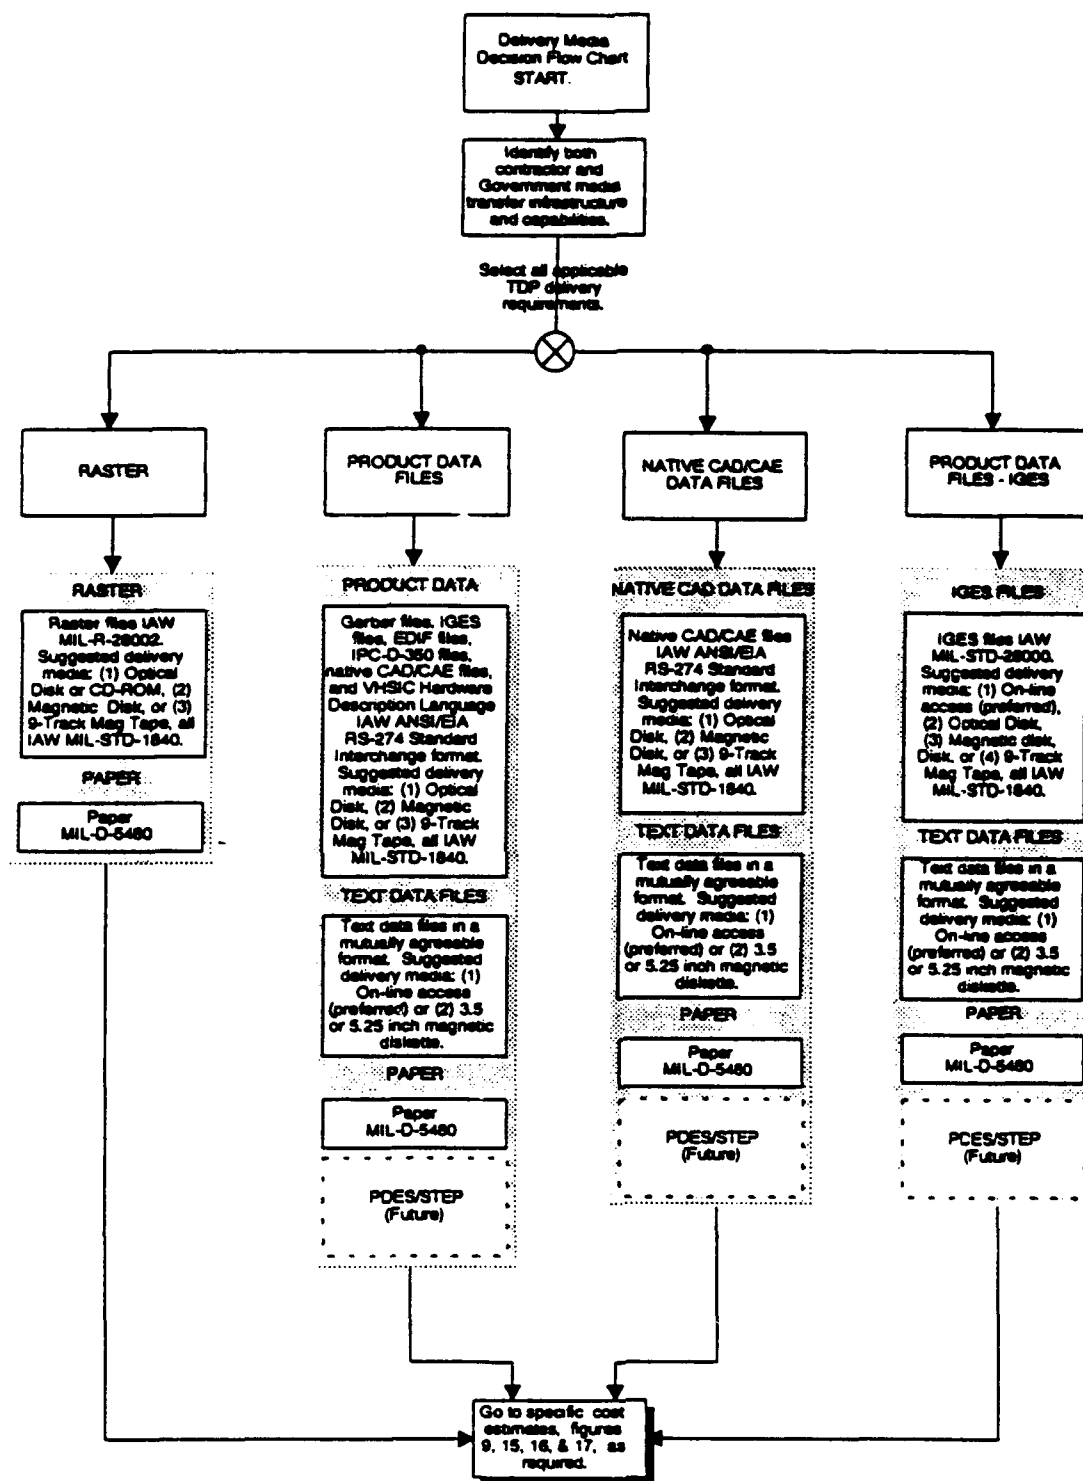 Delivery Media
Decision Flow Chart
START.
Identify both
contractor and
Government media
transfer infrastructure
and capabilities.
Select all applicable
TDP delivery
requirements.
RASTER
PRODUCT DATA
FILES
NATIVE CAD/CAE
DATA FILES
PRODUCT DATA
FILES - IGES
RASTER
Raster files IAW
MIL-R-28002.
Suggested delivery
media: (1) Optical
Disk or CD-ROM, (2)
Magnetic Disk, or (3)
9-Track Mag Tape, all
IAW MIL-STD-1840.
PAPER
Paper
MIL-D-5480
PRODUCT DATA
Gerber files, IGES
files, EDIF files,
IPC-D-350 files,
native CAD/CAE files,
and VHSIC Hardware
Description Language
IAW ANSI/EIA
RS-274 Standard
Interchange format.
Suggested delivery
media: (1) Optical
Disk, (2) Magnetic
Disk, or (3) 9-Track
Mag Tape, all IAW
MIL-STD-1840.
TEXT DATA FILES
Text data files in a
mutually agreeable
format. Suggested
delivery media: (1)
On-line access
(preferred) or (2) 3.5
or 5.25 inch magnetic
diskette.
PAPER
Paper
MIL-D-5480
PDES/STEP
(Future)
NATIVE CAD DATA FILES
Native CAD/CAE files
IAW ANSI/EIA
RS-274 Standard
Interchange format.
Suggested delivery
media: (1) Optical
Disk, (2) Magnetic
Disk, or (3) 9-Track
Mag Tape, all IAW
MIL-STD-1840.
TEXT DATA FILES
Text data files in a
mutually agreeable
format. Suggested
delivery media: (1)
On-line access
(preferred) or (2) 3.5
or 5.25 inch magnetic
diskette.
PAPER
Paper
MIL-D-5480
PDES/STEP
(Future)
IGES FILES
IGES files IAW
MIL-STD-28000.
Suggested delivery
media: (1) On-line
access (preferred),
(2) Optical Disk,
(3) Magnetic disk,
Disk, or (4) 9-Track
Mag Tape, all IAW
MIL-STD-1840.
TEXT DATA FILES
Text data files in a
mutually agreeable
format. Suggested
delivery media: (1)
On-line access
(preferred) or (2) 3.5
or 5.25 inch magnetic
diskette.
PAPER
Paper
MIL-D-5480
PDES/STEP
(Future)
Go to specific cost
estimates, figures
9, 15, 16, & 17, as
required.